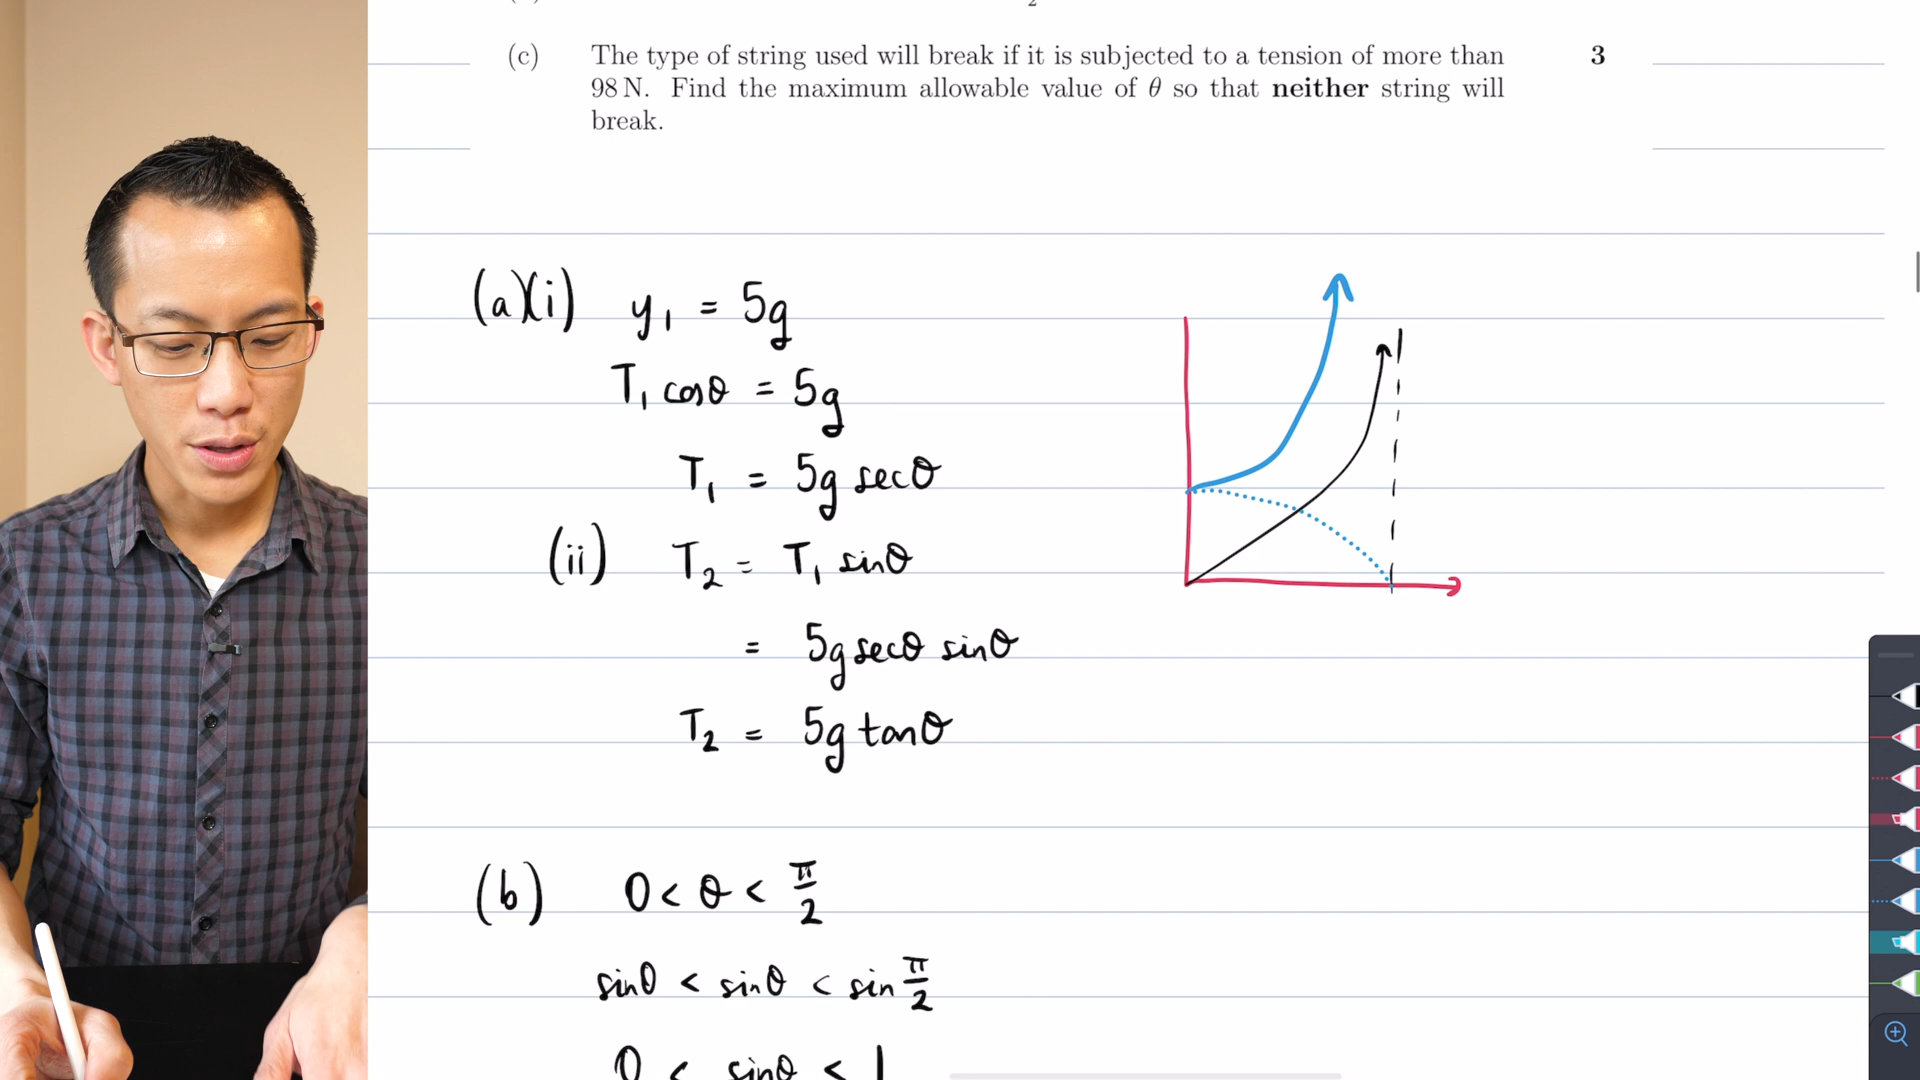 2
(c) The type of string used will break if it is subjected to a tension of more than 3
98 N. Find the maximum allowable value of θ so that neither string will
break.
(a)(i) y₁ = 5g
T₁ cosθ = 5g
T₁ = 5g secθ
(ii) T₂ = T₁ sinθ
= 5g secθ sinθ
T₂ = 5g tanθ
(b) 0 < θ < π/2
sin0 < sinθ < sin π/2
0 < sinθ < 1